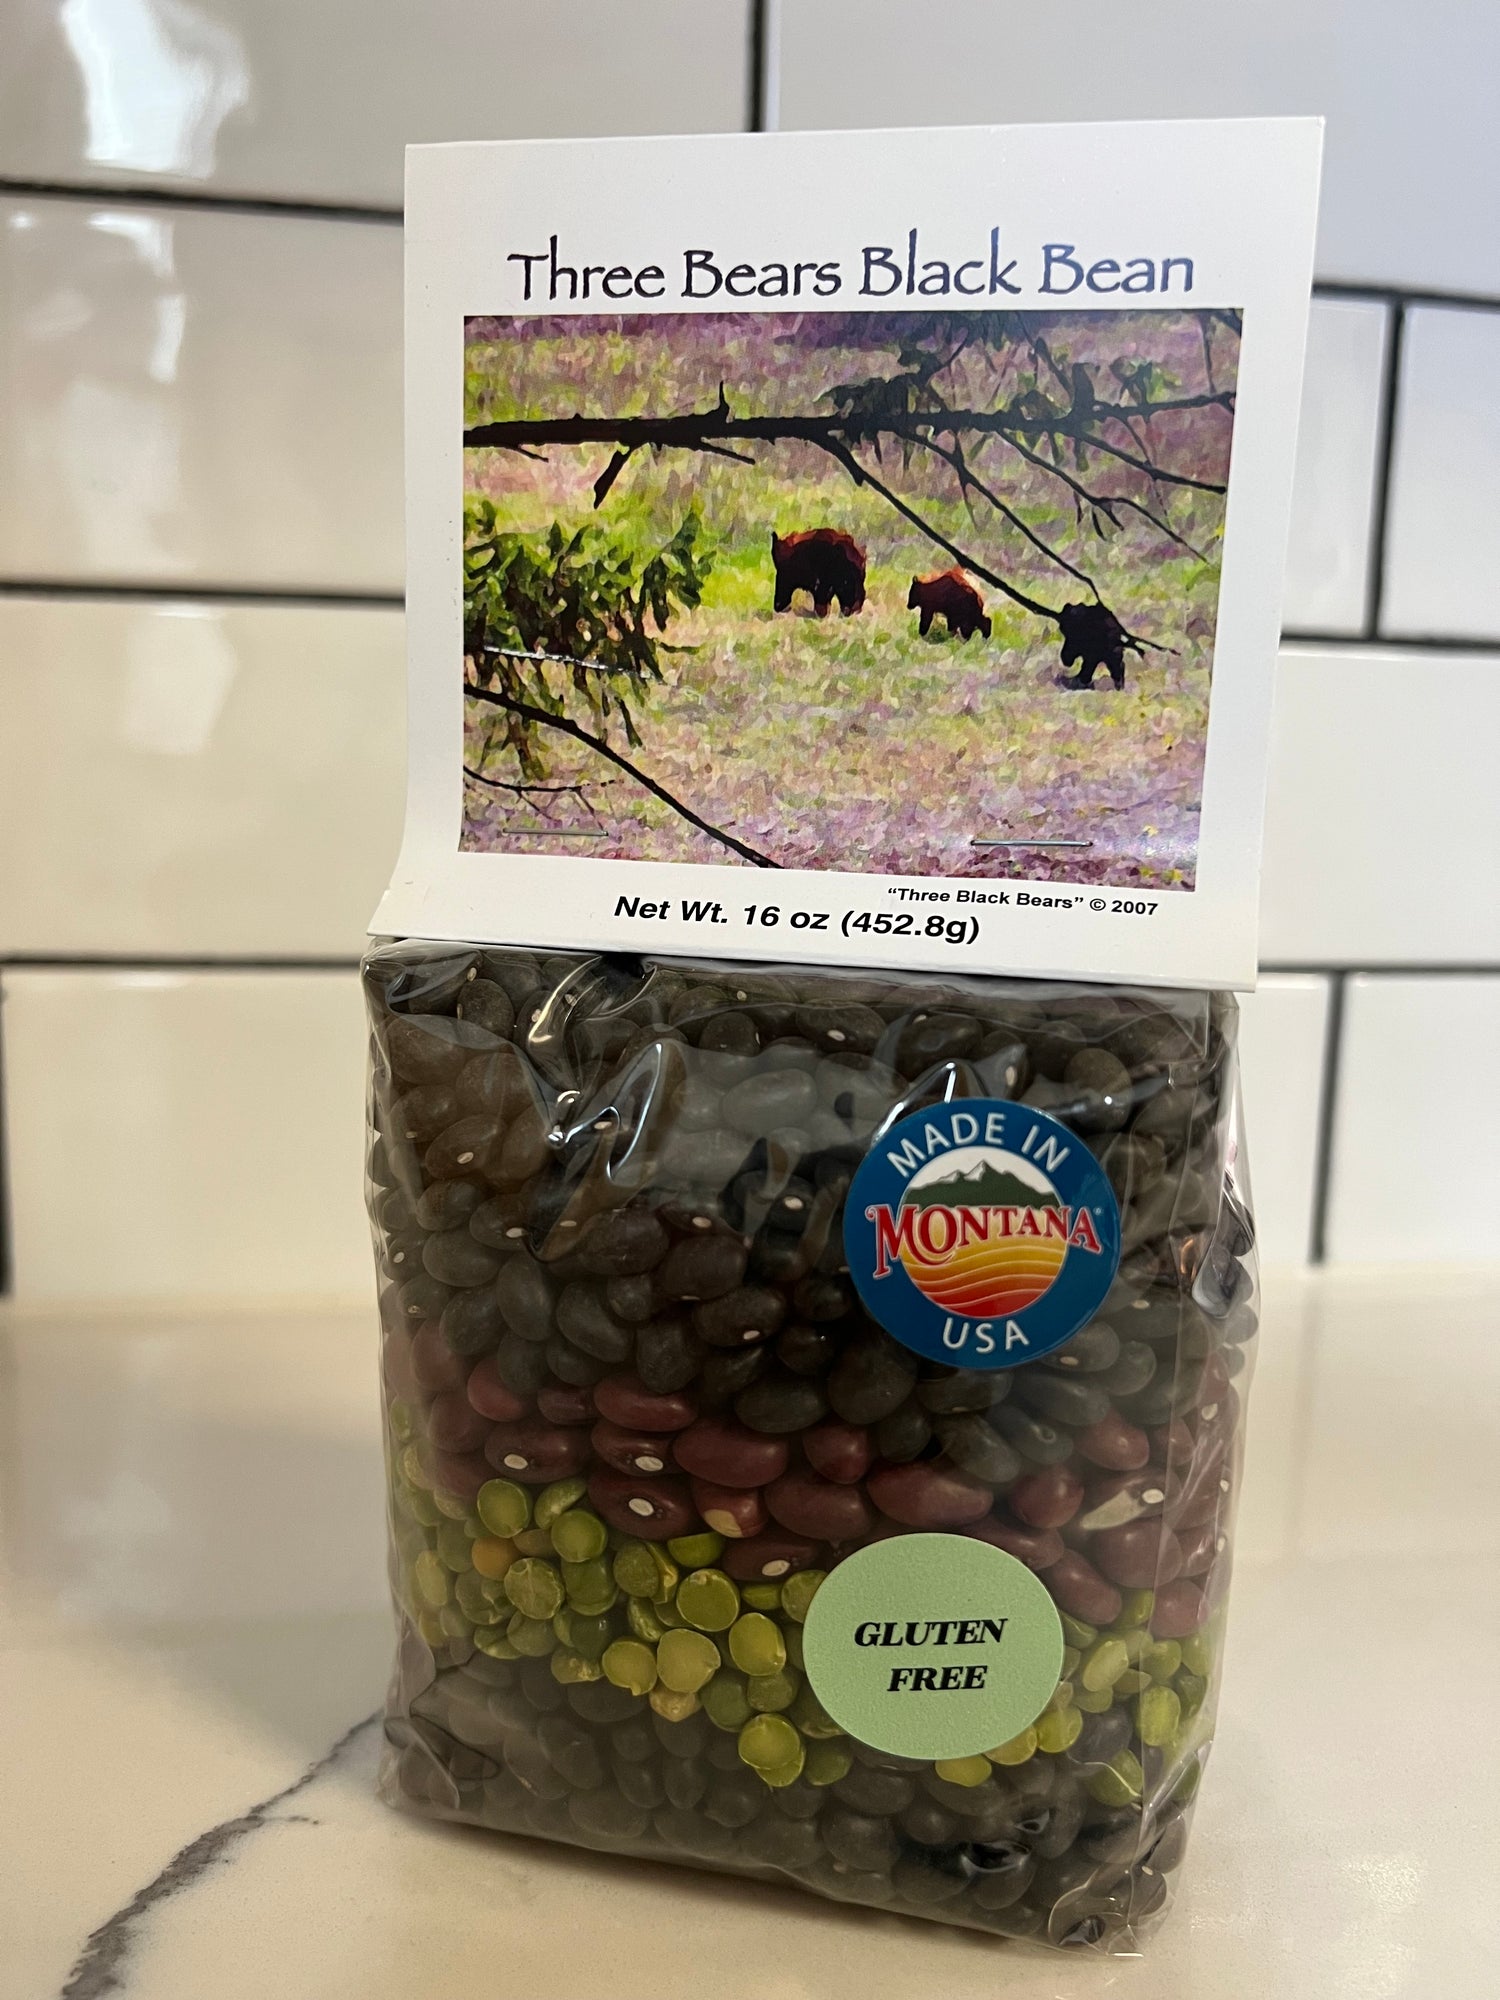 Three Bears Black Bean
"Three Black Bears" © 2007
Net Wt. 16 oz (452.8g)
MADE IN
MONTANA®
USA
GLUTEN
FREE